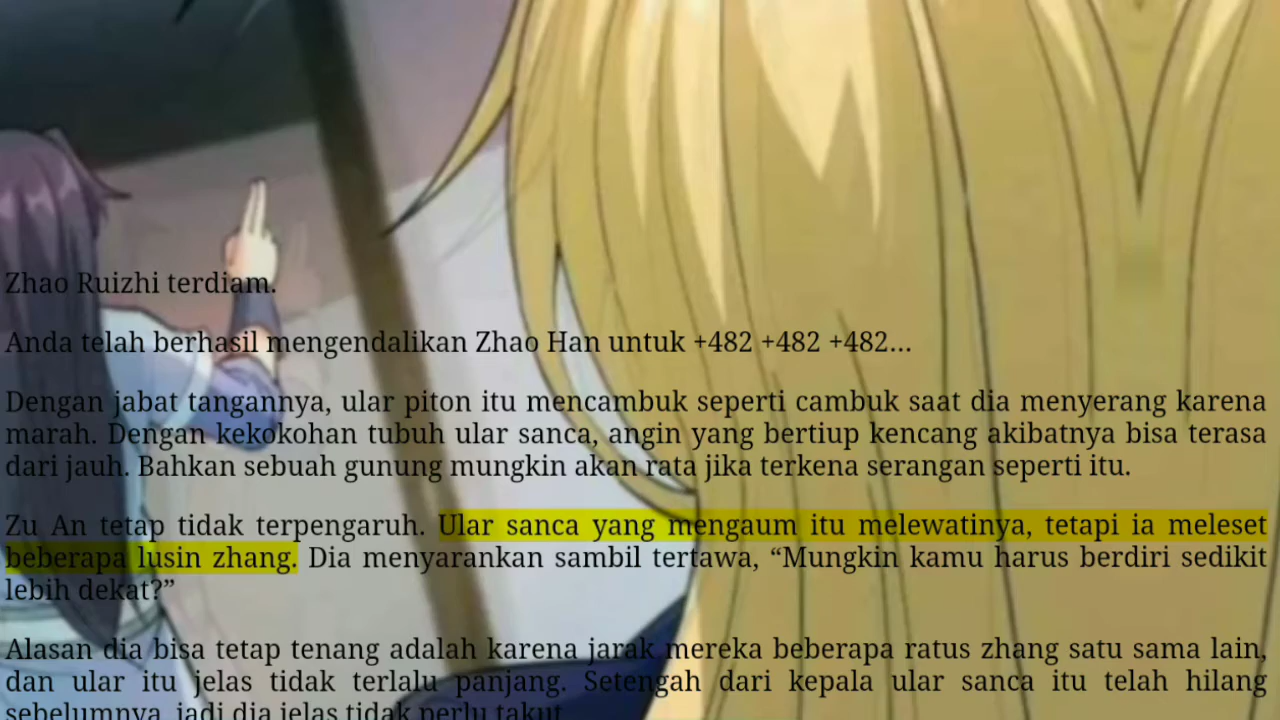 Zhao Ruizhi terdiam.
Anda telah berhasil mengendalikan Zhao Han untuk +482 +482 +482…
Dengan jabat tangannya, ular piton itu mencambuk seperti cambuk saat dia menyerang karena
marah. Dengan kekokohan tubuh ular sanca, angin yang bertiup kencang akibatnya bisa terasa
dari jauh. Bahkan sebuah gunung mungkin akan rata jika terkena serangan seperti itu.
Zu An tetap tidak terpengaruh. Ular sanca yang mengaum itu melewatinya, tetapi ia meleset
beberapa lusin zhang. Dia menyarankan sambil tertawa, “Mungkin kamu harus berdiri sedikit
lebih dekat?”
Alasan dia bisa tetap tenang adalah karena jarak mereka beberapa ratus zhang satu sama lain,
dan ular itu jelas tidak terlalu panjang. Setengah dari kepala ular sanca itu telah hilang
sebelumnya, jadi dia jelas tidak perlu takut.